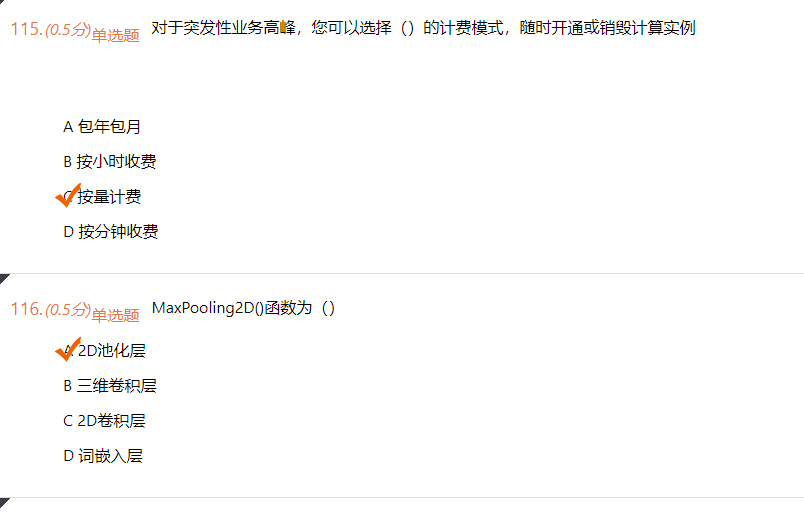 115.(0.5分)单选题 对于突发性业务高峰，您可以选择（）的计费模式，随时开通或销毁计算实例
A 包年包月
B 按小时收费
C 按量计费
D 按分钟收费
116.(0.5分)单选题 MaxPooling2D()函数为（）
A 2D池化层
B 三维卷积层
C 2D卷积层
D 词嵌入层